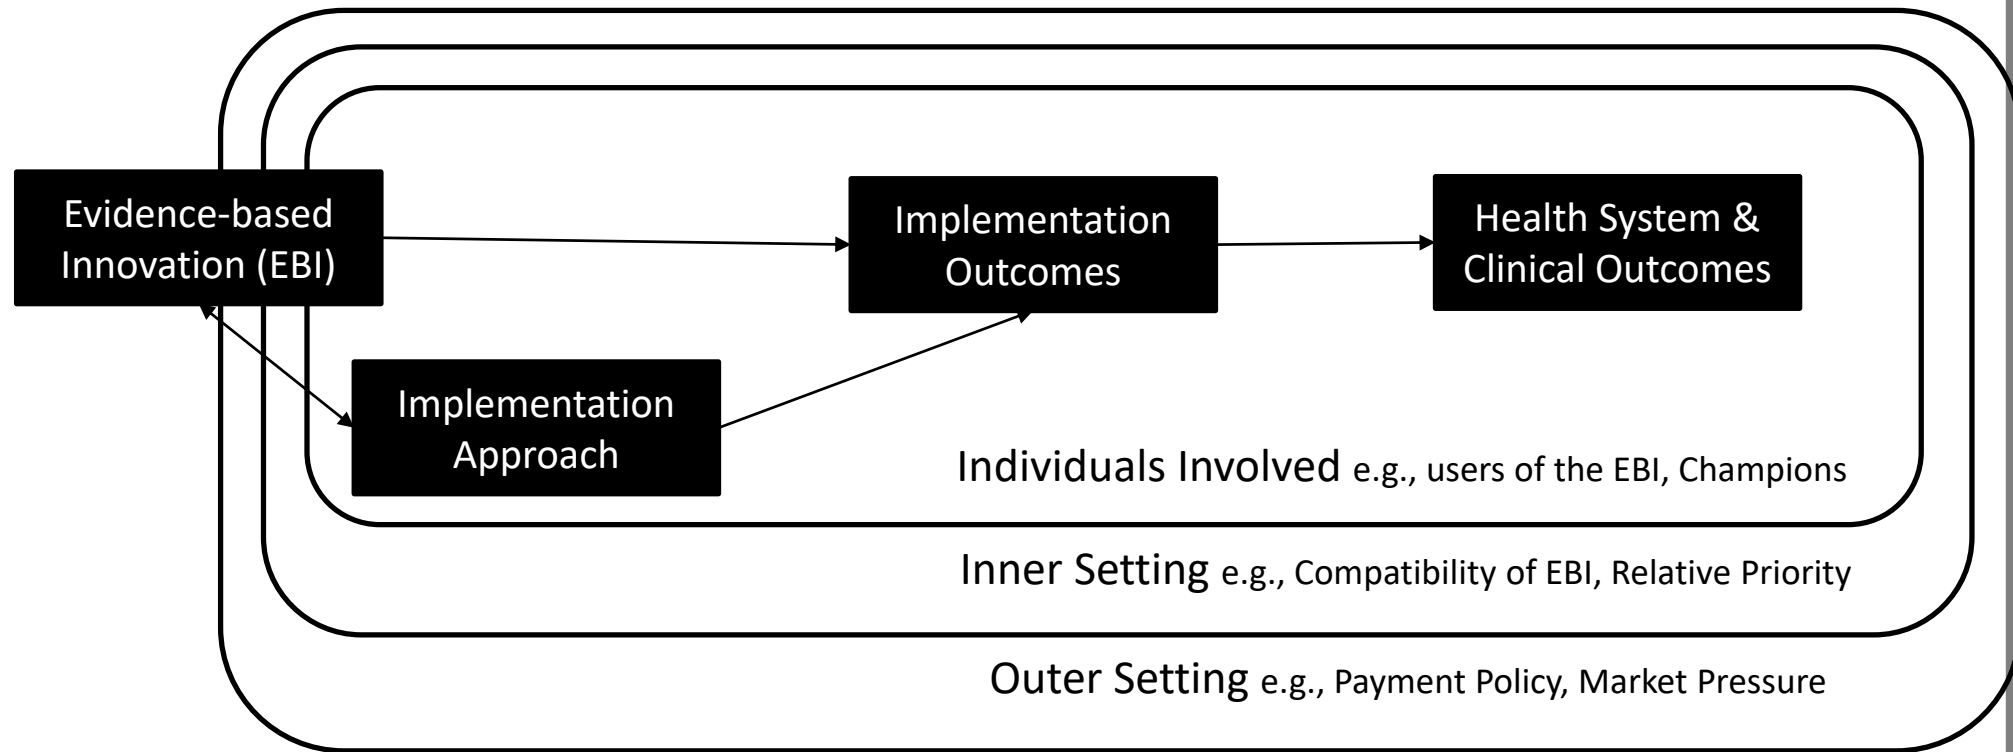 Evidence-based
Innovation (EBI)
Implementation
Outcomes
Health System &
Clinical Outcomes
Implementation
Approach
Individuals Involved e.g., users of the EBI, Champions
Inner Setting e.g., Compatibility of EBI, Relative Priority
Outer Setting e.g., Payment Policy, Market Pressure